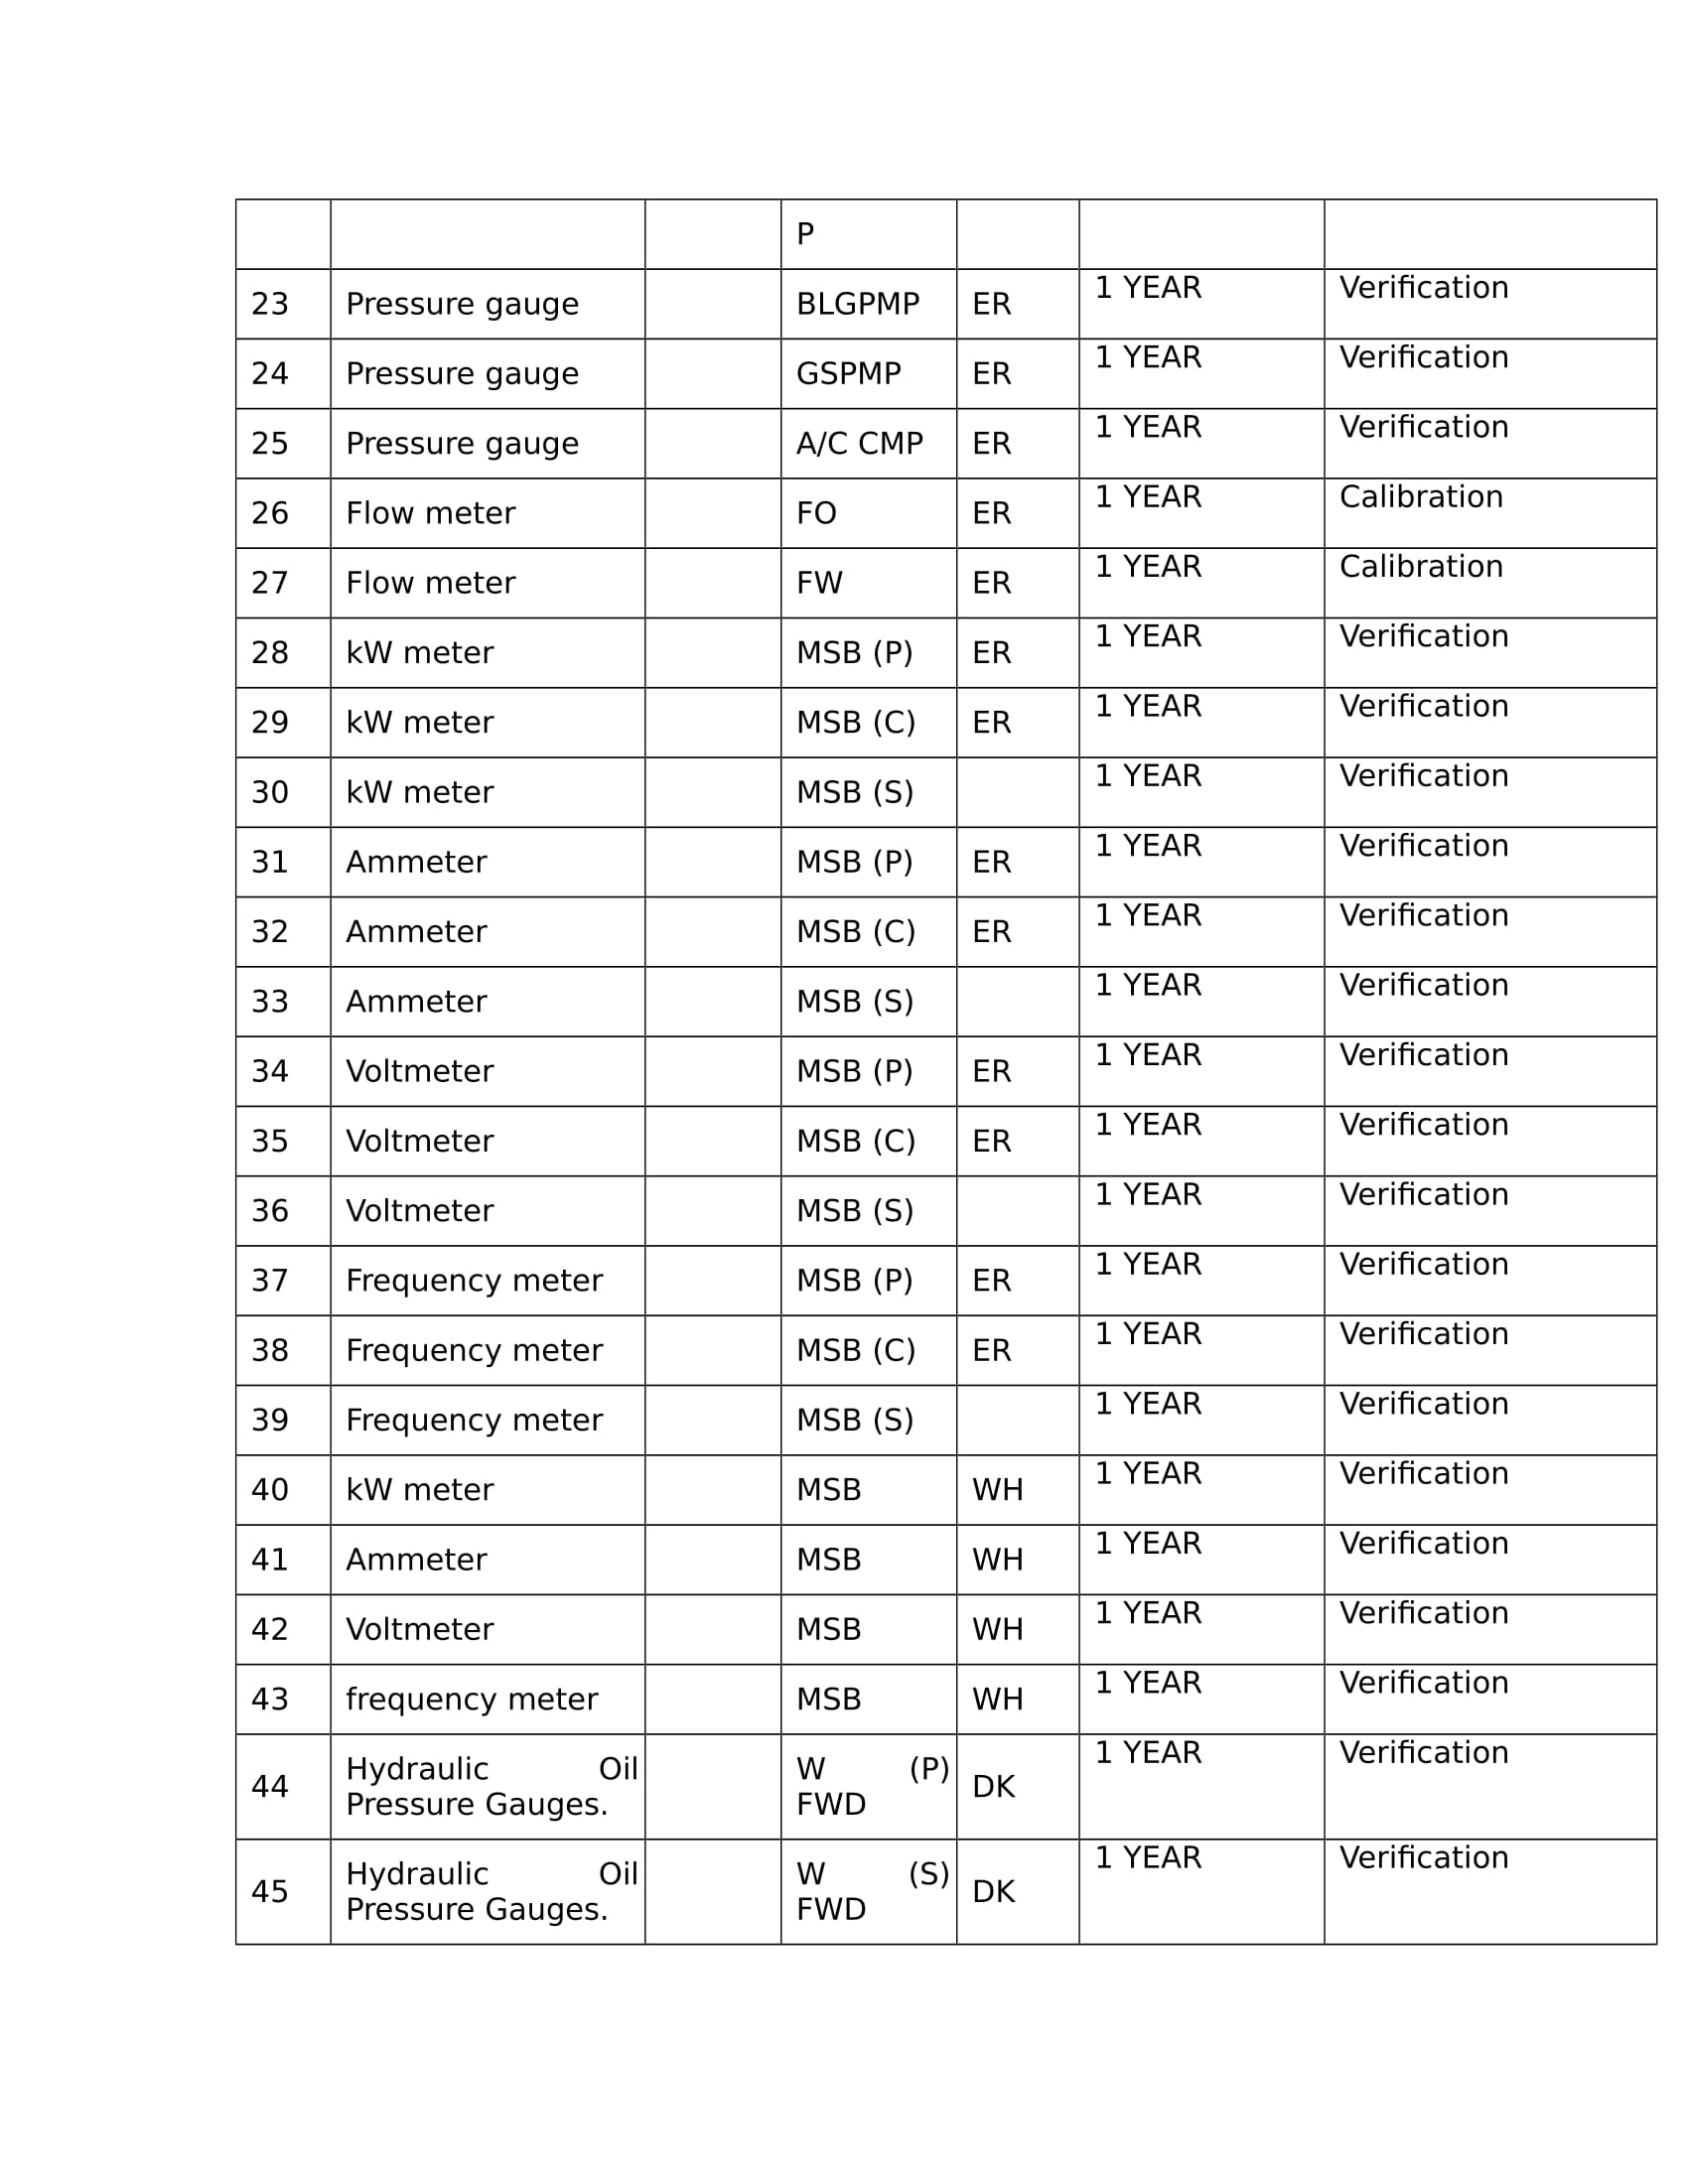 P
23 Pressure gauge BLGPMP ER 1 YEAR Verification
24 Pressure gauge GSPMP ER 1 YEAR Verification
25 Pressure gauge A/C CMP ER 1 YEAR Verification
26 Flow meter FO ER 1 YEAR Calibration
27 Flow meter FW ER 1 YEAR Calibration
28 kW meter MSB (P) ER 1 YEAR Verification
29 kW meter MSB (C) ER 1 YEAR Verification
30 kW meter MSB (S) 1 YEAR Verification
31 Ammeter MSB (P) ER 1 YEAR Verification
32 Ammeter MSB (C) ER 1 YEAR Verification
33 Ammeter MSB (S) 1 YEAR Verification
34 Voltmeter MSB (P) ER 1 YEAR Verification
35 Voltmeter MSB (C) ER 1 YEAR Verification
36 Voltmeter MSB (S) 1 YEAR Verification
37 Frequency meter MSB (P) ER 1 YEAR Verification
38 Frequency meter MSB (C) ER 1 YEAR Verification
39 Frequency meter MSB (S) 1 YEAR Verification
40 kW meter MSB WH 1 YEAR Verification
41 Ammeter MSB WH 1 YEAR Verification
42 Voltmeter MSB WH 1 YEAR Verification
43 frequency meter MSB WH 1 YEAR Verification
44 Hydraulic Oil
Pressure Gauges. W (P)
FWD DK 1 YEAR Verification
45 Hydraulic Oil
Pressure Gauges. W (S)
FWD DK 1 YEAR Verification